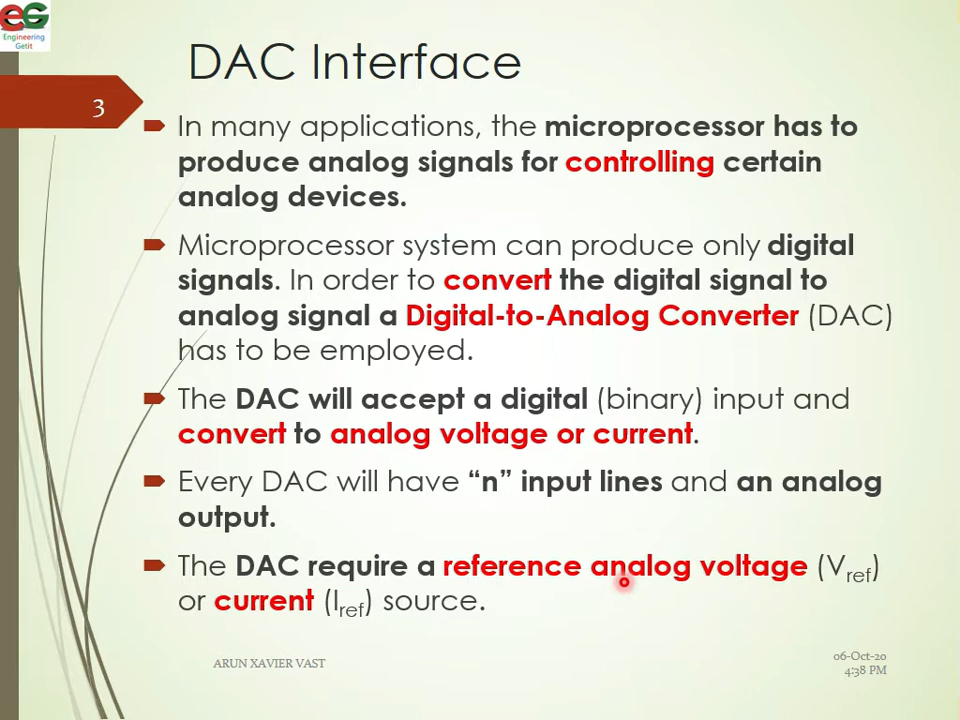 EG
Engineering
Getit
DAC Interface
3
In many applications, the microprocessor has to
produce analog signals for controlling certain
analog devices.
Microprocessor system can produce only digital
signals. In order to convert the digital signal to
analog signal a Digital-to-Analog Converter (DAC)
has to be employed.
The DAC will accept a digital (binary) input and
convert to analog voltage or current.
Every DAC will have “n” input lines and an analog
output.
The DAC require a reference analog voltage (Vref)
or current (Iref) source.
ARUN XAVIER VAST
06-Oct-20
4:38 PM